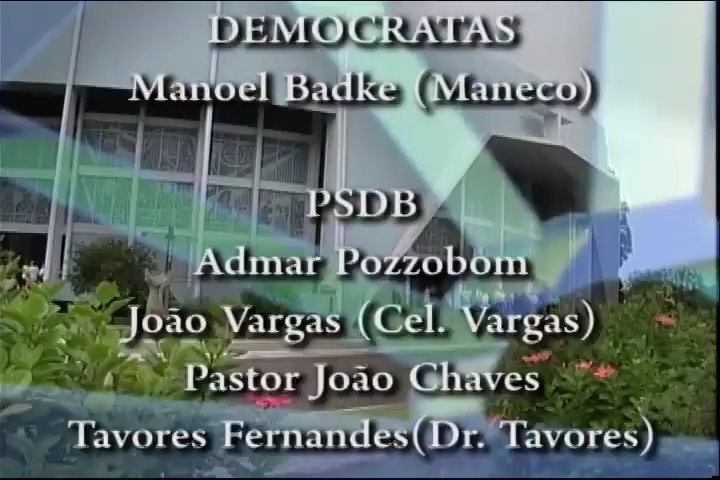 DEMOCRATAS
Manoel Badke (Maneco)
PSDB
Admar Pozzobom
João Vargas (Cel. Vargas)
Pastor João Chaves
Tavores Fernandes(Dr. Tavores)